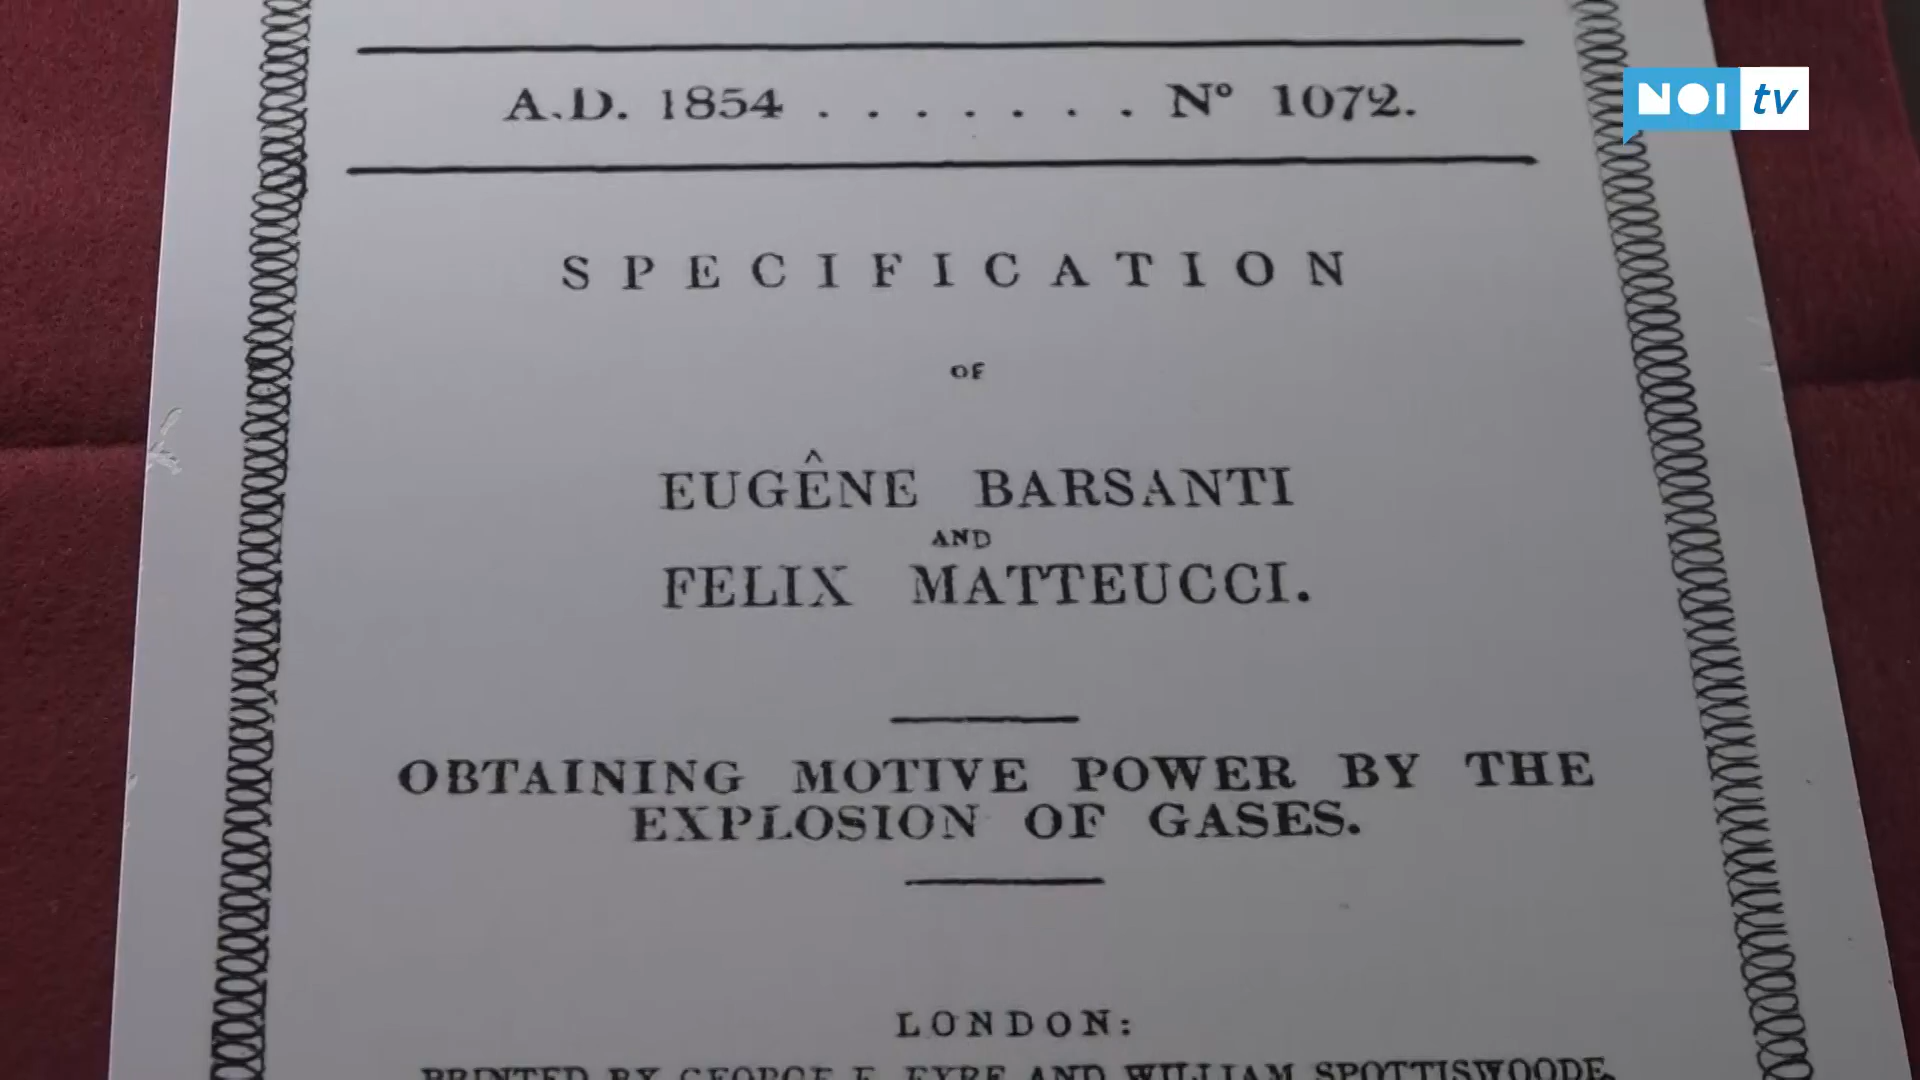 A.D. 1854 . . . . . . . Nº 1072.
NOI tv
SPECIFICATION
OF
EUGÊNE BARSANTI
AND
FELIX MATTEUCCI.
OBTAINING MOTIVE POWER BY THE
EXPLOSION OF GASES.
LONDON:
PRINTED BY GEORGE E. EYRE AND WILLIAM SPOTTISWOODE,